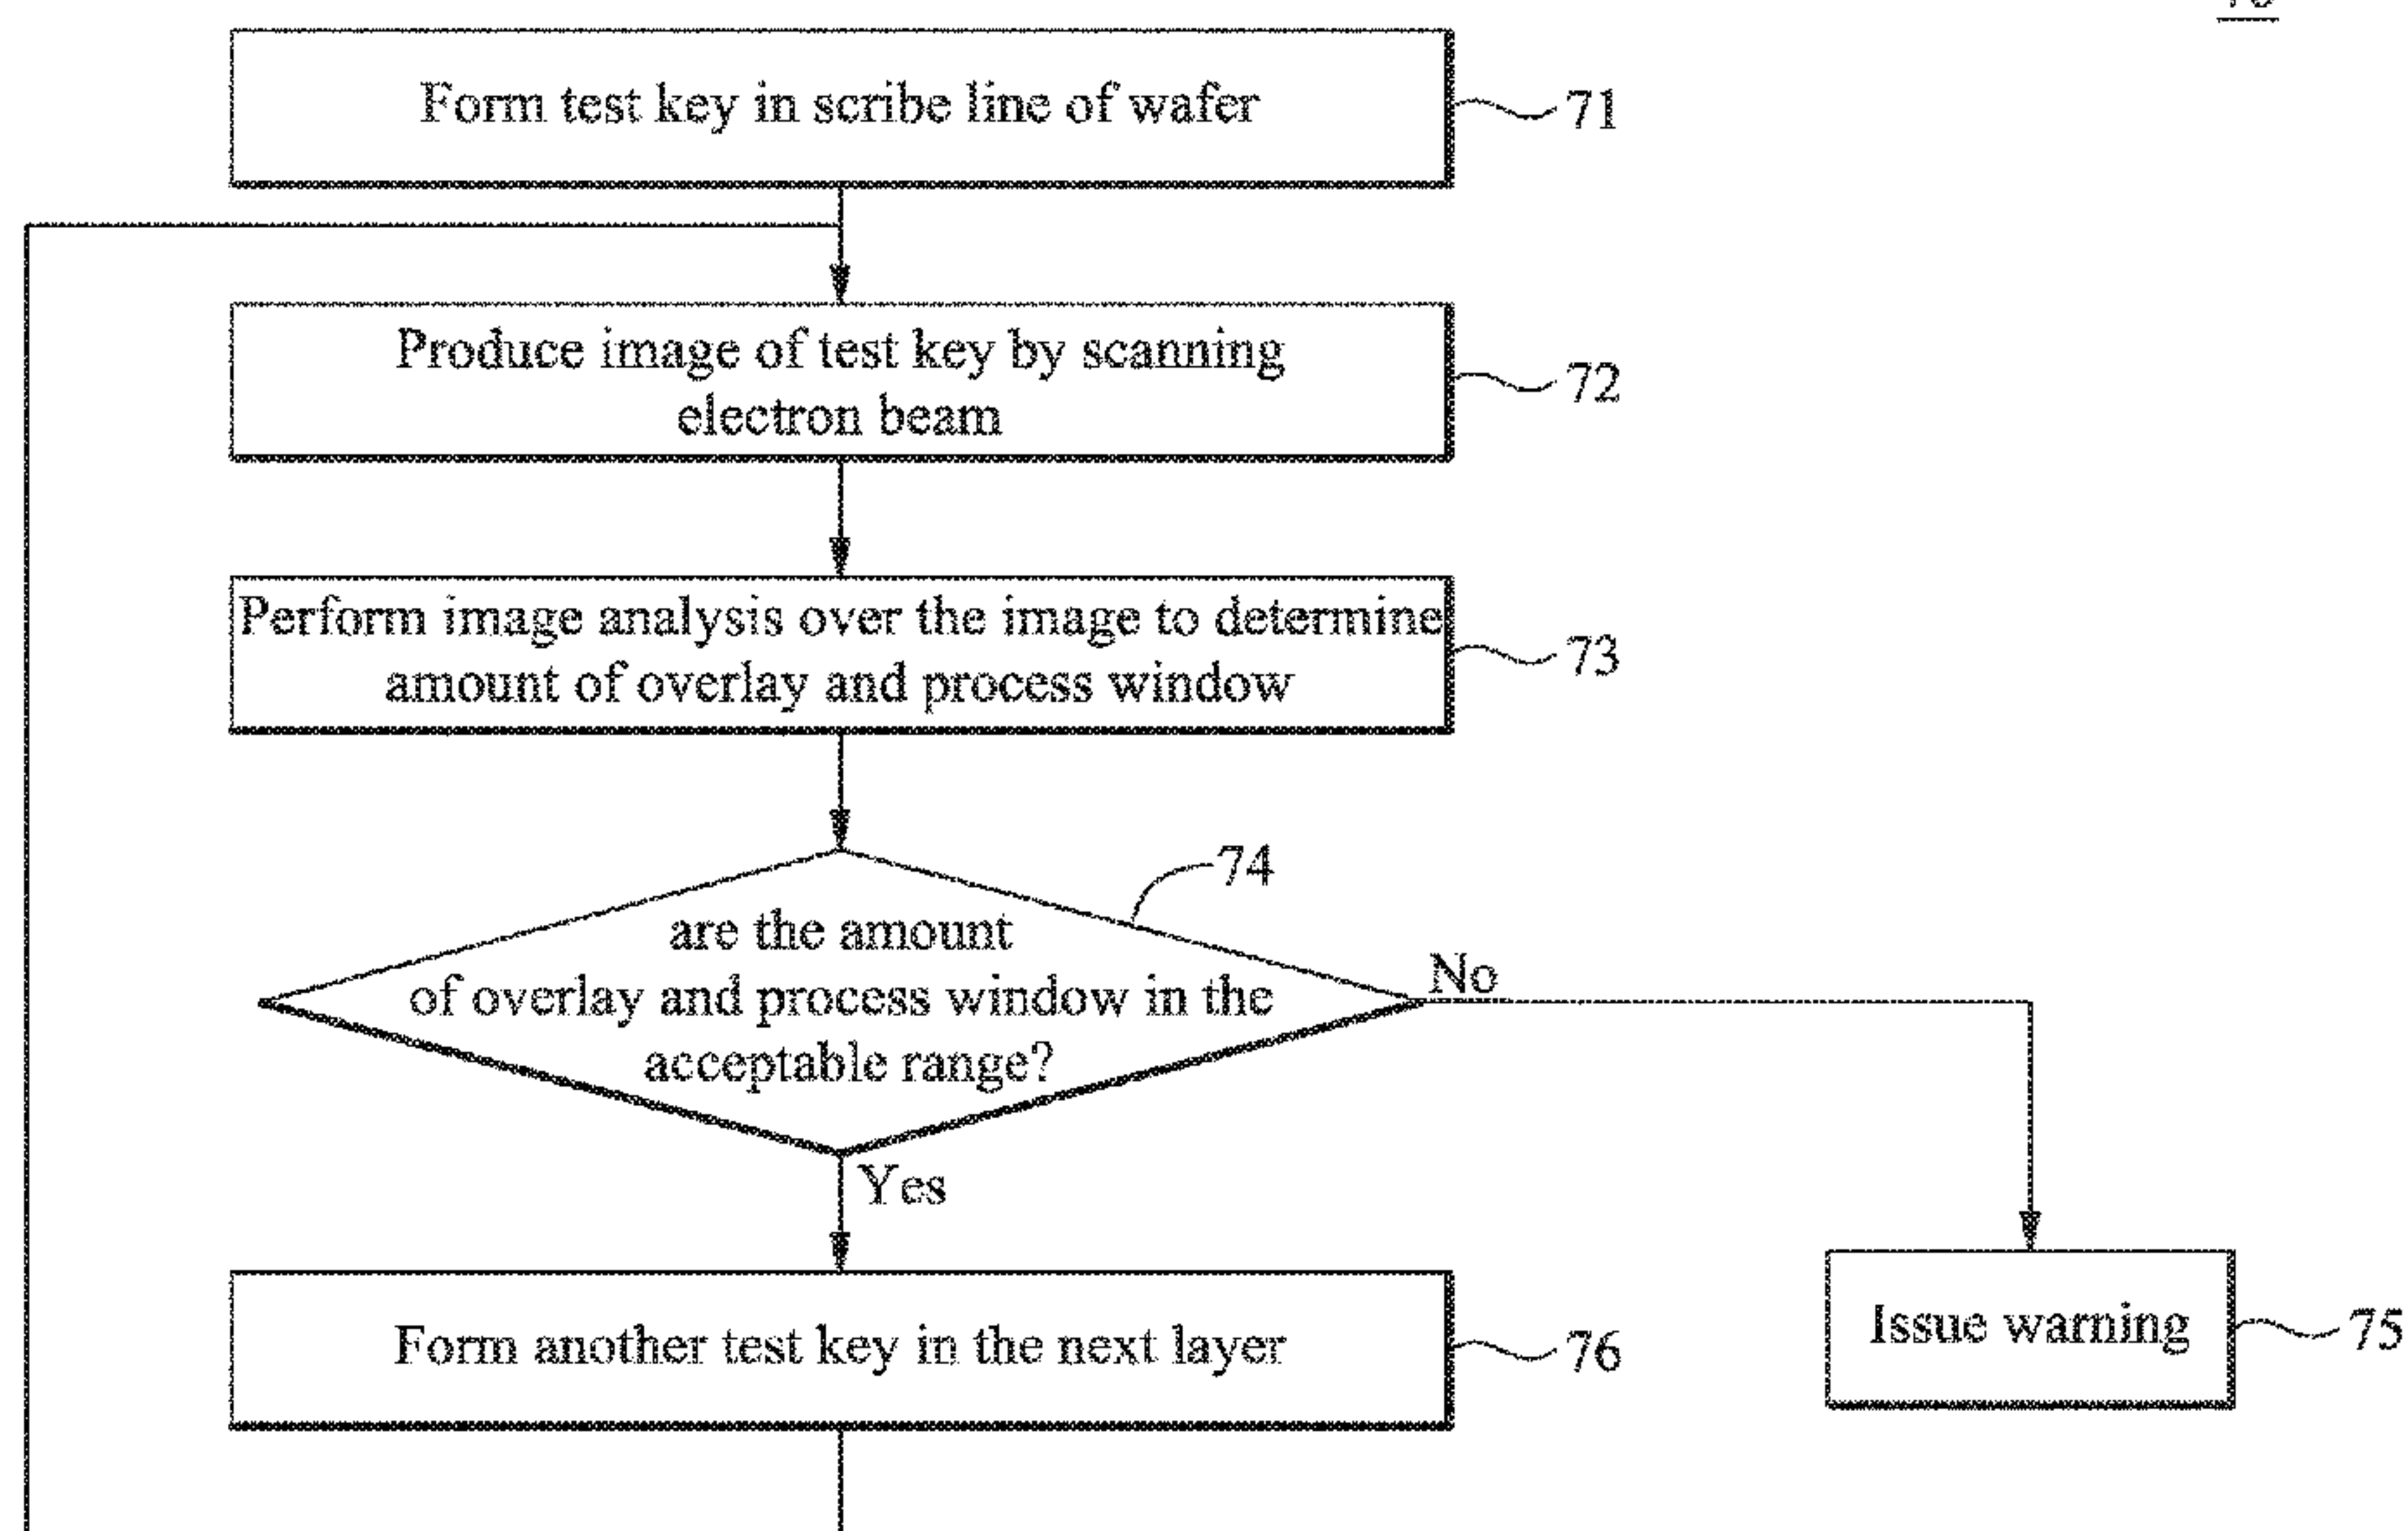 Form test key in scribe line of wafer
71
Produce image of test key by scanning
electron beam
72
Perform image analysis over the image to determine
amount of overlay and process window
73
74
are the amount
of overlay and process window in the
acceptable range?
No
Yes
Form another test key in the next layer
76
Issue warning
75